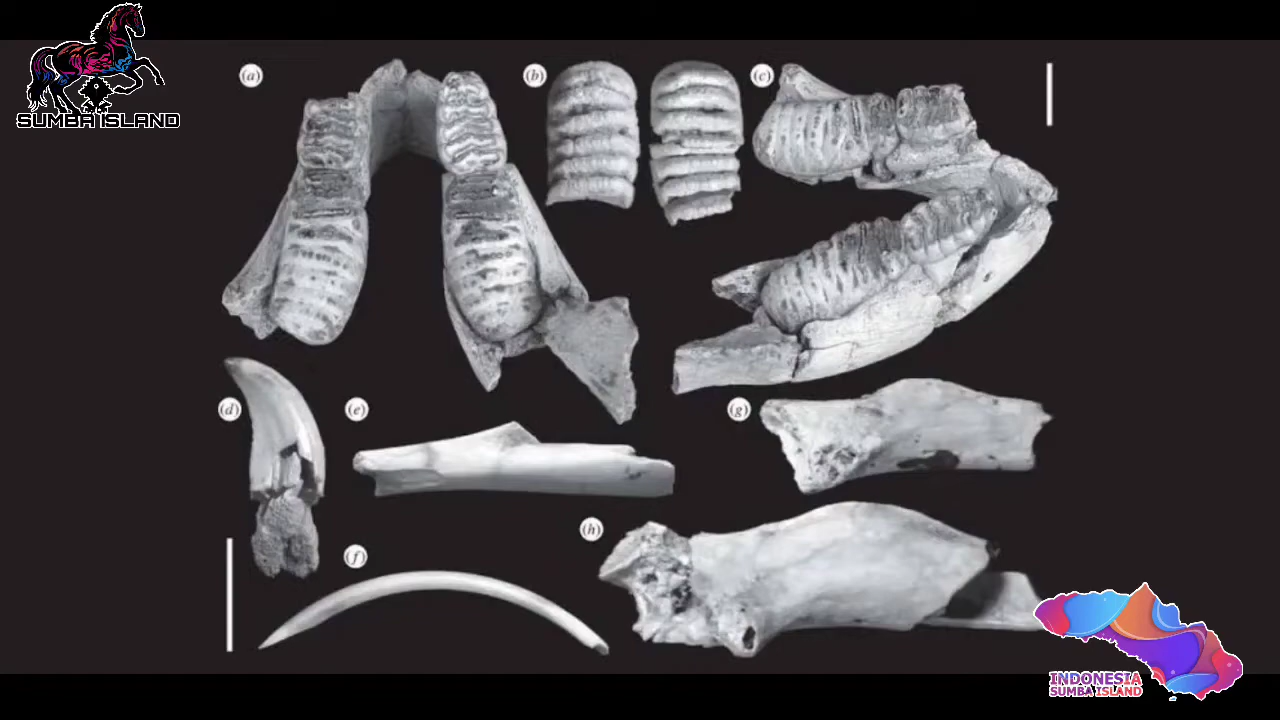 SUMBA ISLAND
(a)
(b)
(c)
(d)
(e)
(f)
(g)
(h)
INDONESIA
SUMBA ISLAND